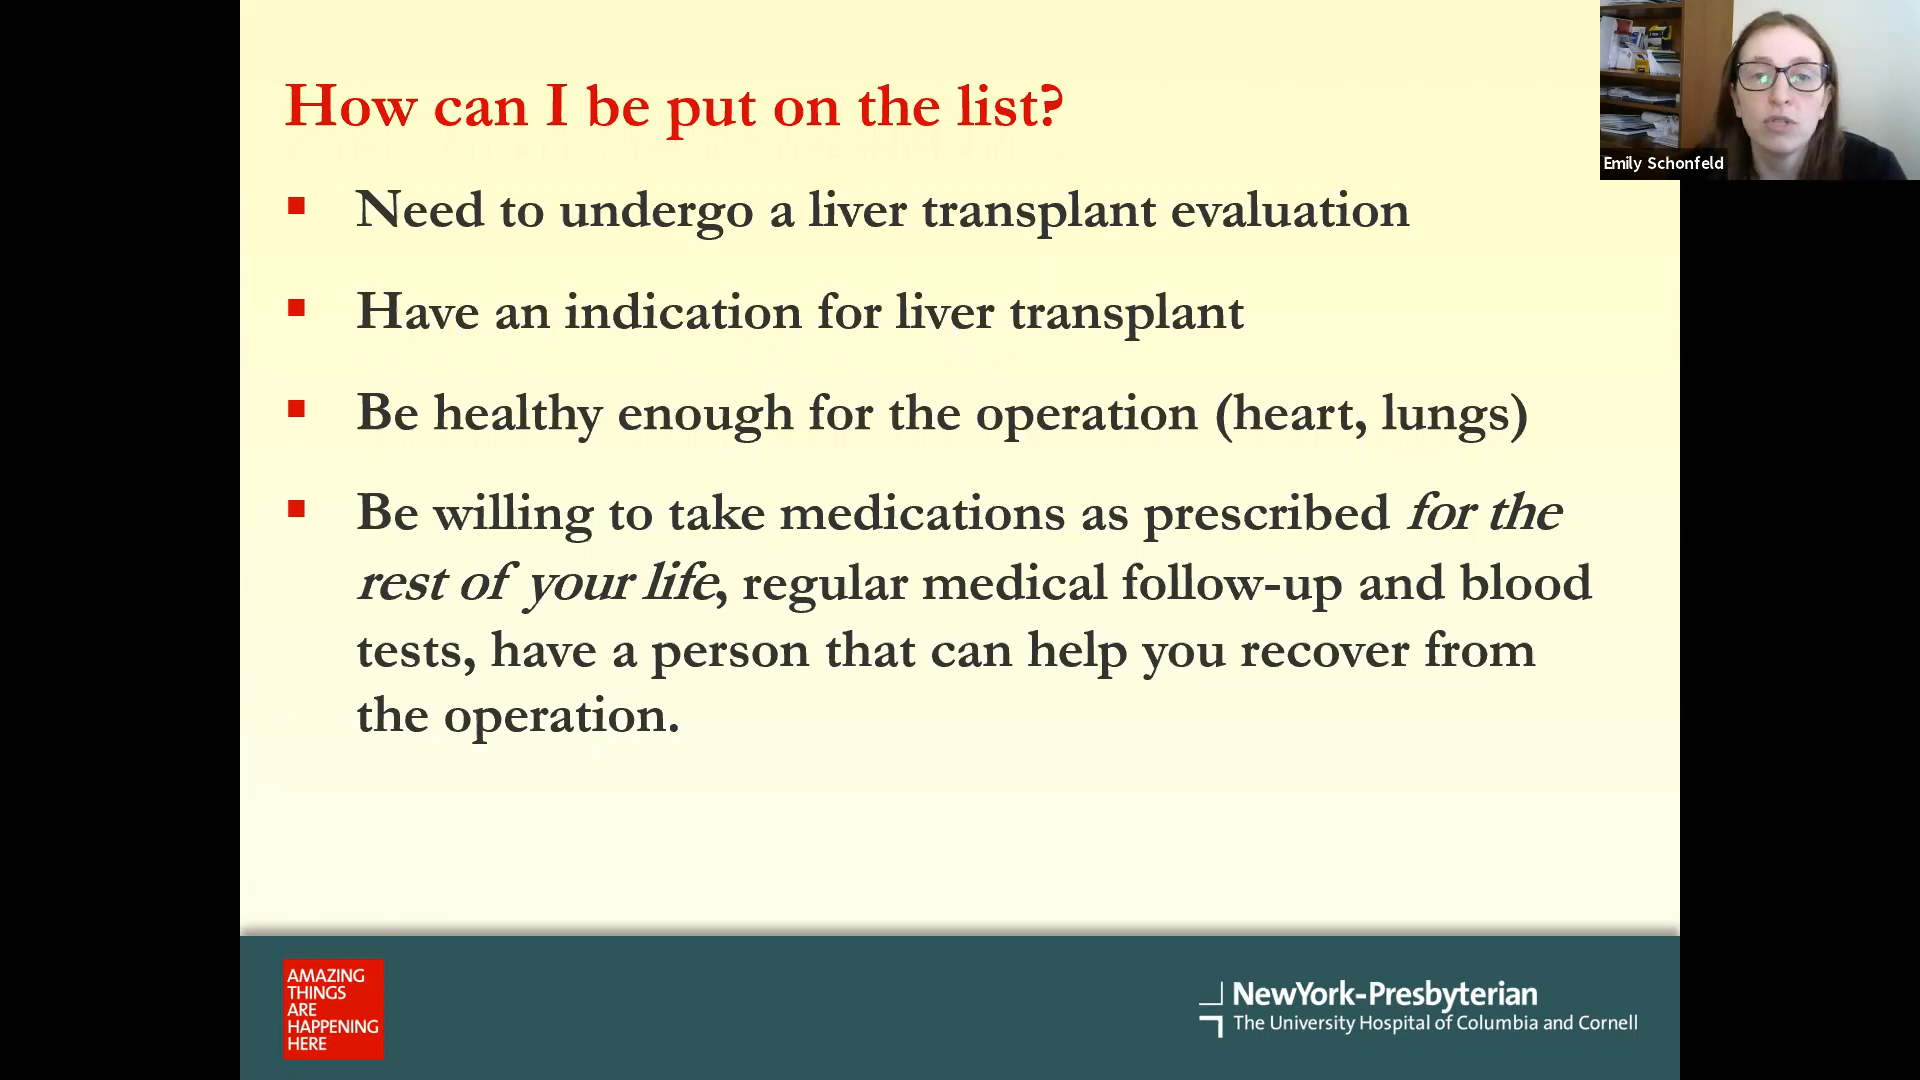 How can I be put on the list?
Emily Schonfeld
▪ Need to undergo a liver transplant evaluation
▪ Have an indication for liver transplant
▪ Be healthy enough for the operation (heart, lungs)
▪ Be willing to take medications as prescribed for the
rest of your life, regular medical follow-up and blood
tests, have a person that can help you recover from
the operation.
AMAZING
THINGS
ARE
HAPPENING
HERE
NewYork-Presbyterian
The University Hospital of Columbia and Cornell